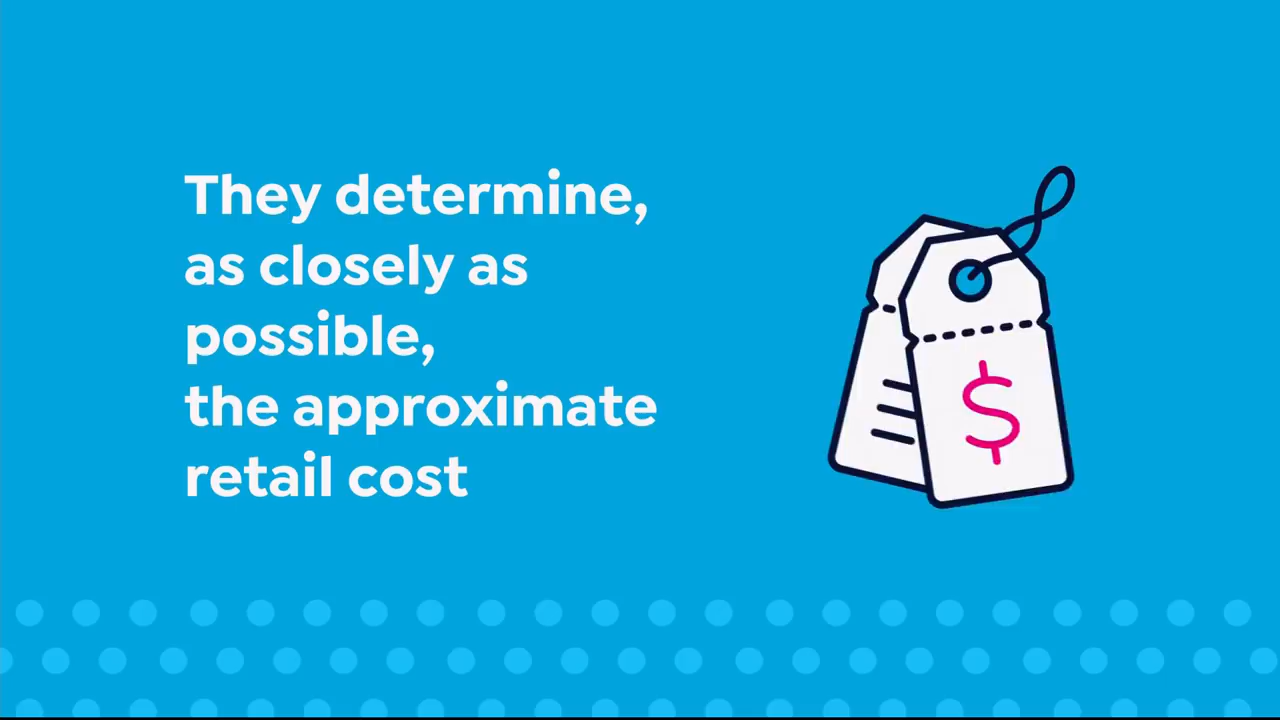 They determine,
as closely as
possible,
the approximate
retail cost
$